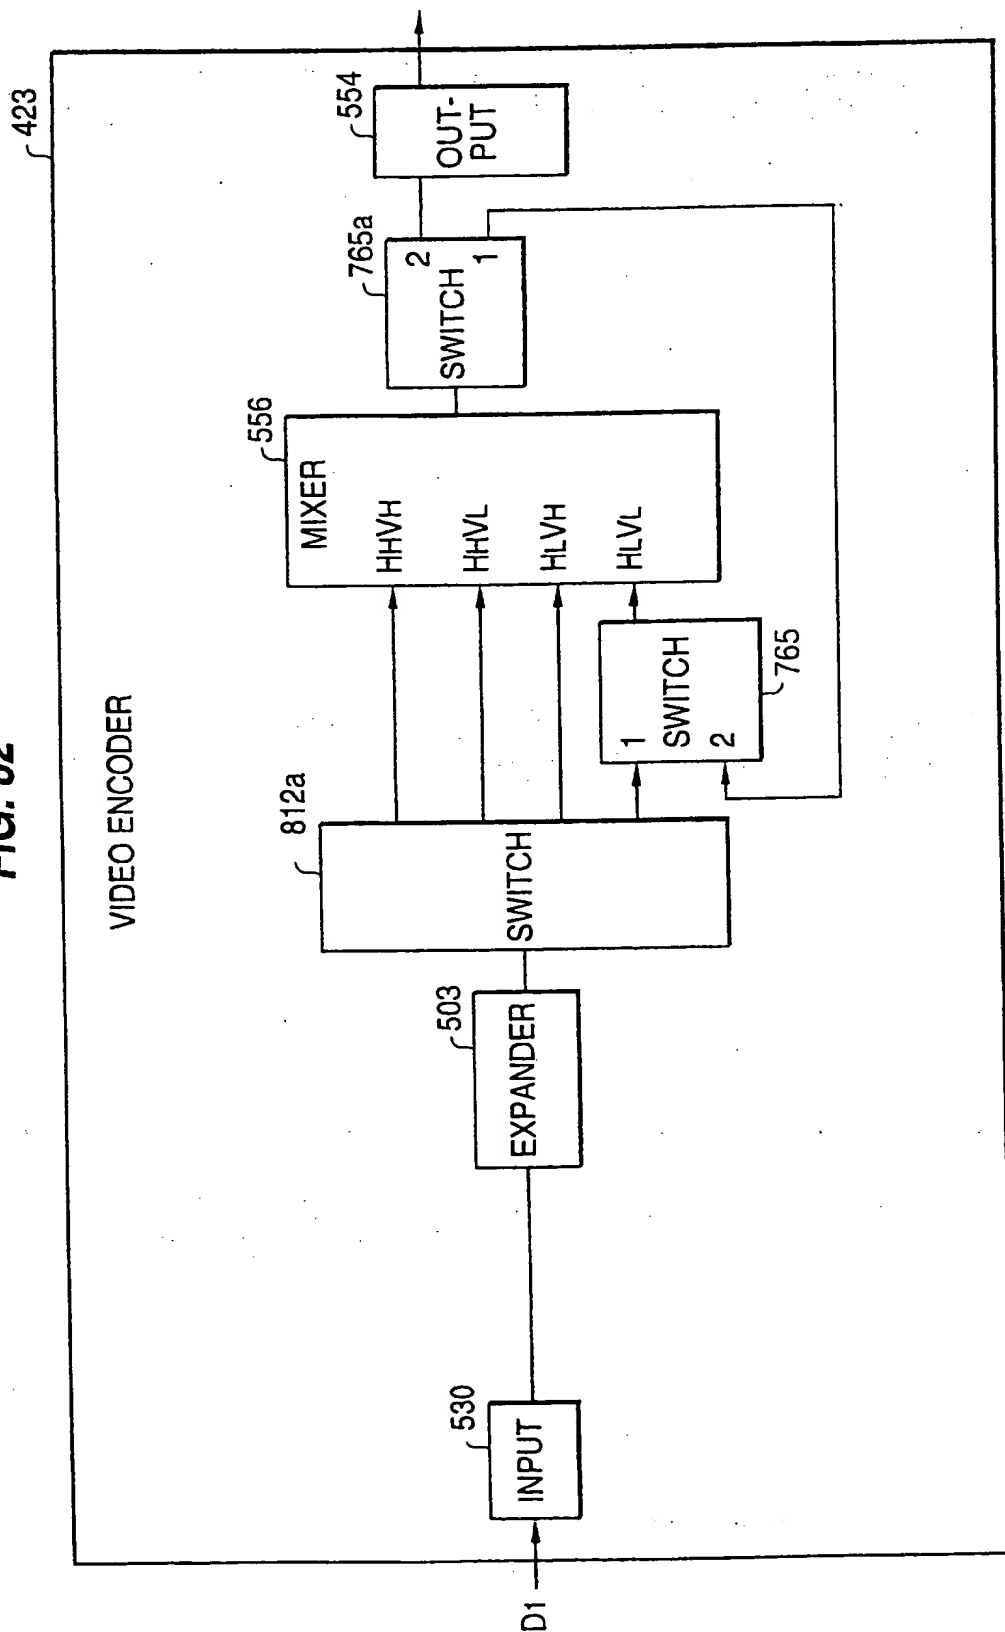 FIG.
423
VIDEO ENCODER
D1
INPUT
530
EXPANDER
503
SWITCH
812a
1
SWITCH
2
765
MIXER
HHVH
HHVL
HLVH
HLVL
556
SWITCH
2
1
765a
OUT-
PUT
554